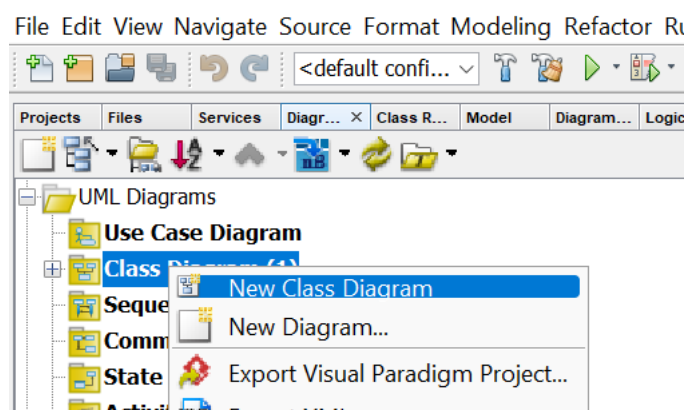 File Edit View Navigate Source Format Modeling Refactor Ru
<default confi...
Projects Files Services Diagr... × Class R... Model Diagram... Logic
UML Diagrams
Use Case Diagram
Class Diagram (1)
New Class Diagram
Seque
New Diagram...
Comm
State
Export Visual Paradigm Project...